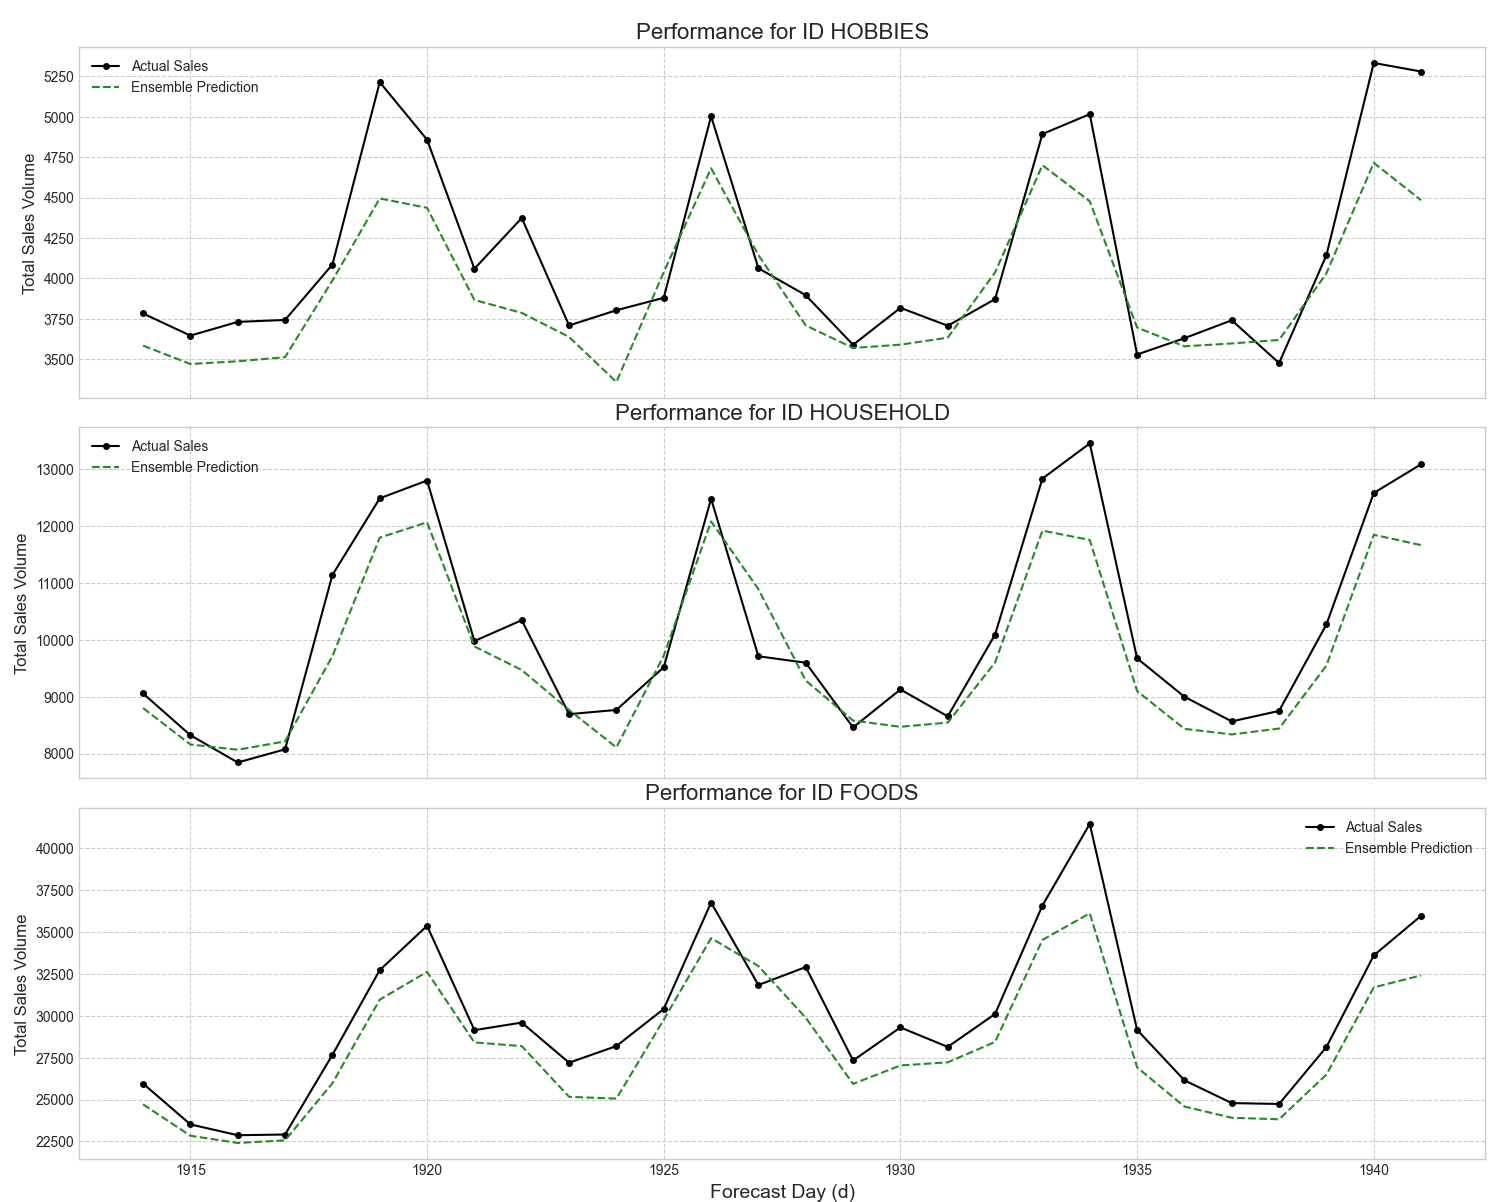 Performance for ID HOBBIES
Actual Sales
Ensemble Prediction
Total Sales Volume
5250
5000
4750
4500
4250
4000
3750
3500
Performance for ID HOUSEHOLD
Actual Sales
Ensemble Prediction
Total Sales Volume
13000
12000
11000
10000
9000
8000
Performance for ID FOODS
Actual Sales
Ensemble Prediction
Total Sales Volume
40000
37500
35000
32500
30000
27500
25000
22500
1915 1920 1925 1930 1935 1940
Forecast Day (d)